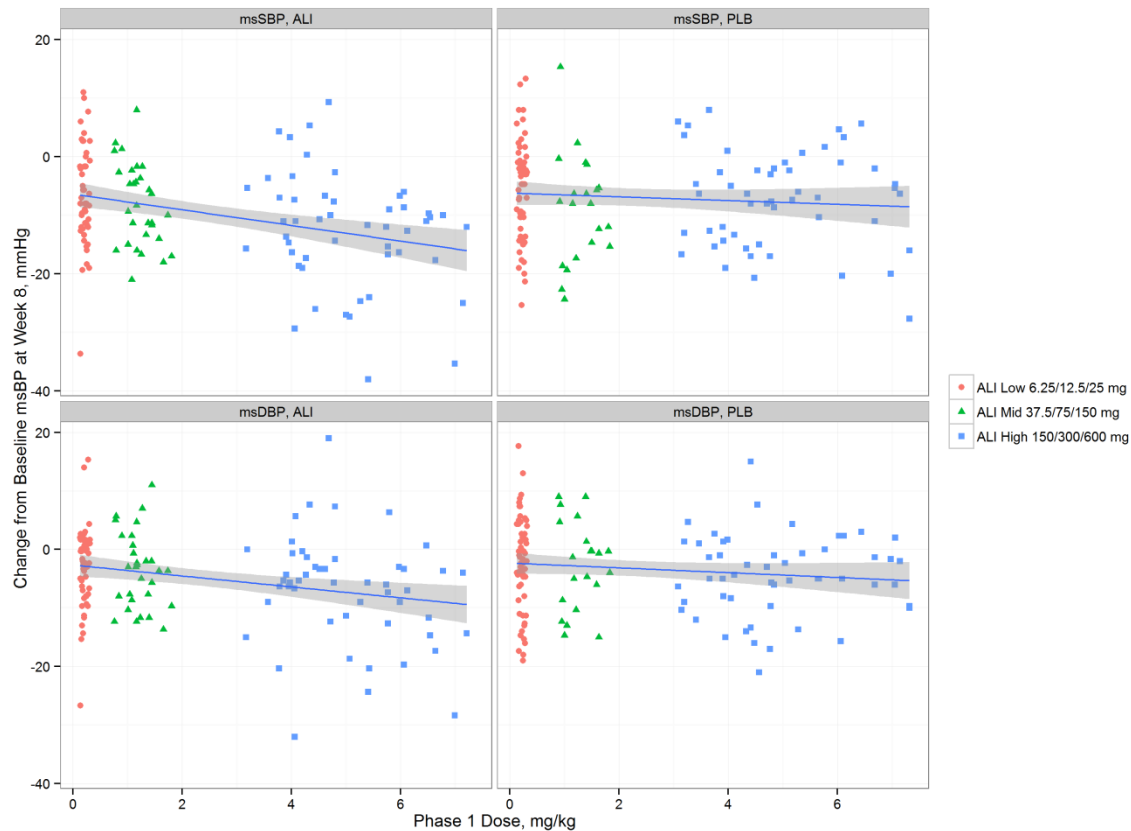 msSBP, ALI
msSBP, PLB
20
0
-20
-40
msDBP, ALI
msDBP, PLB
20
0
-20
-40
0 2 4 6
0 2 4 6
Phase 1 Dose, mg/kg
Change from Baseline msBP at Week 8, mmHg
ALI Low 6.25/12.5/25 mg
ALI Mid 37.5/75/150 mg
ALI High 150/300/600 mg